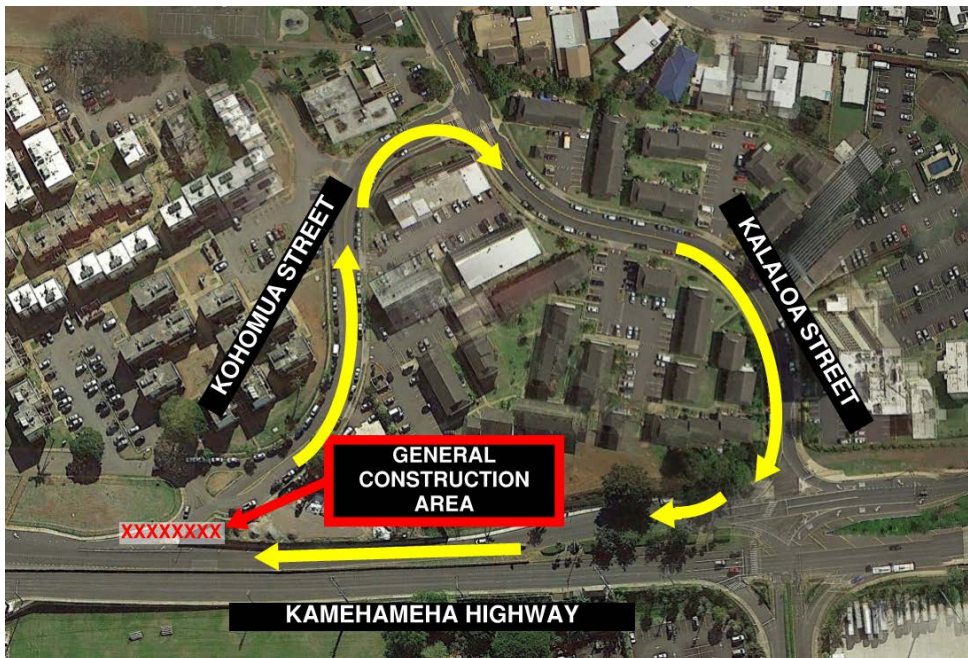 KOHOMUA STREET
KALALOA STREET
GENERAL
CONSTRUCTION
AREA
XXXXXXXX
KAMEHAMEHA HIGHWAY